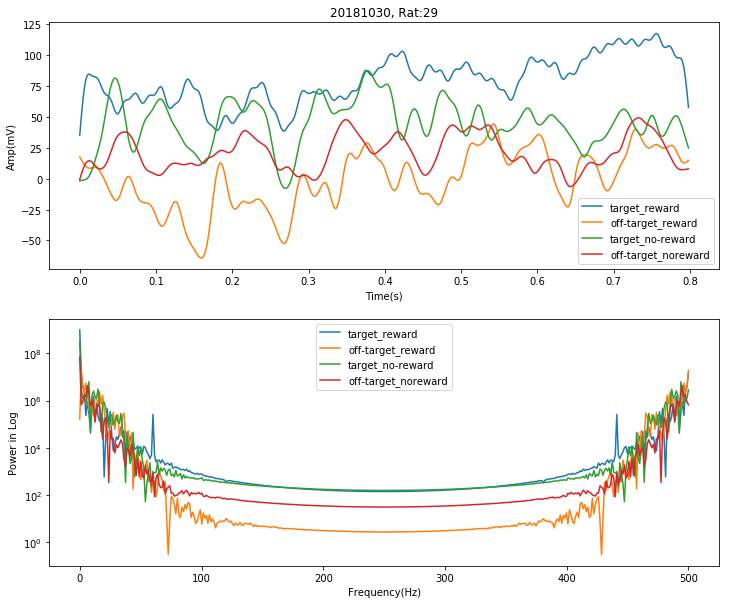 20181030, Rat:29
125
100
75
50
25
0
−25
−50
Amp(mV)
target_reward
off-target_reward
target_no-reward
off-target_noreward
0.0 0.1 0.2 0.3 0.4 0.5 0.6 0.7 0.8
Time(s)
target_reward
off-target_reward
target_no-reward
off-target_noreward
10^8
10^6
10^4
10^2
10^0
Power in Log
0 100 200 300 400 500
Frequency(Hz)